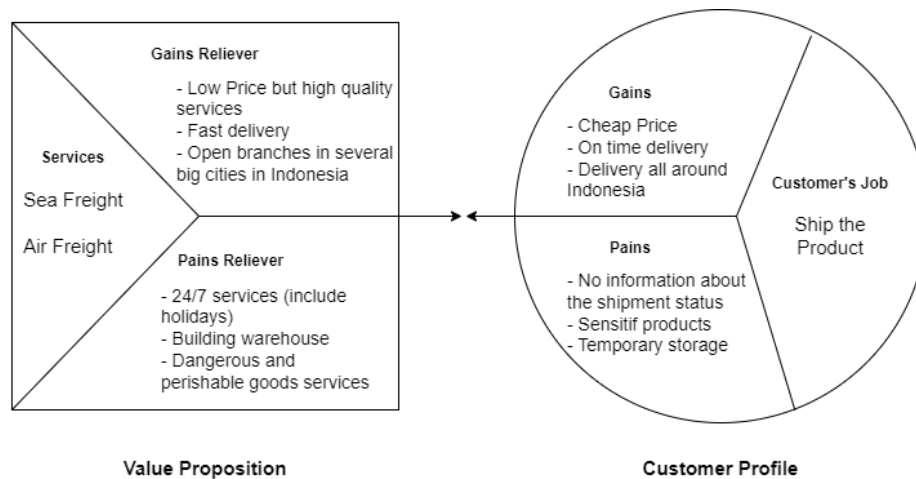 Gains Reliever
- Low Price but high quality
services
- Fast delivery
- Open branches in several
big cities in Indonesia
Services
Sea Freight
Air Freight
Pains Reliever
- 24/7 services (include
holidays)
- Building warehouse
- Dangerous and
perishable goods services
Value Proposition
Gains
- Cheap Price
- On time delivery
- Delivery all around
Indonesia
Customer's Job
Ship the
Product
Pains
- No information about
the shipment status
- Sensitif products
- Temporary storage
Customer Profile